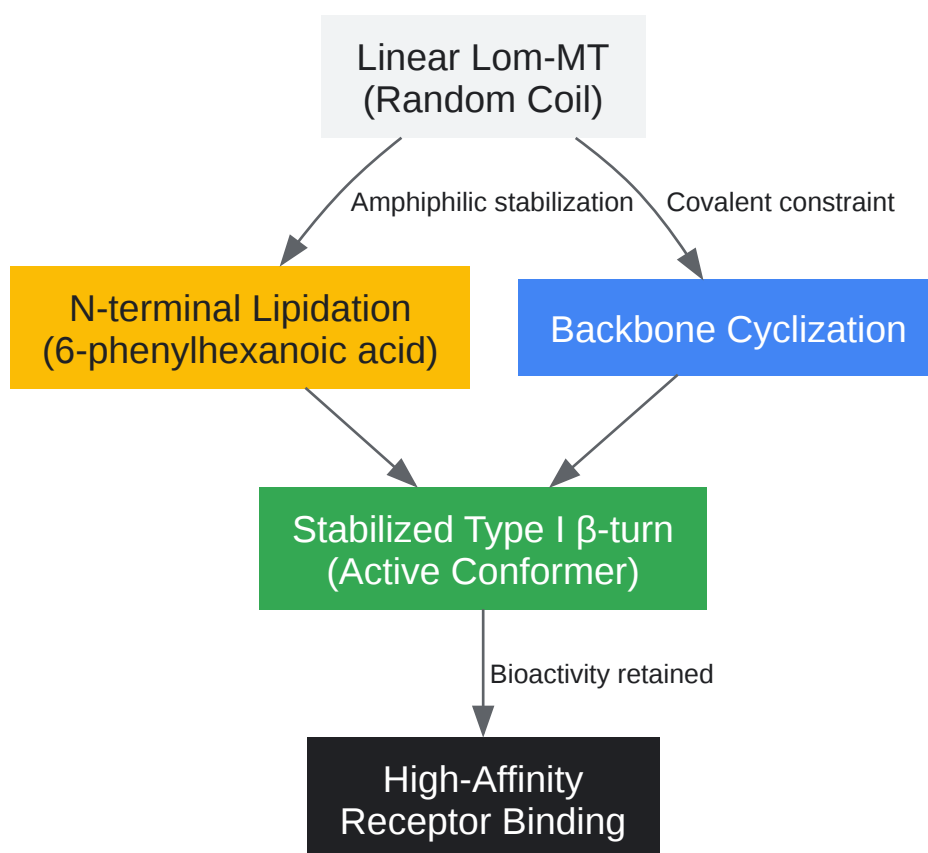 Linear Lom-MT
(Random Coil)
Amphiphilic stabilization
Covalent constraint
N-terminal Lipidation
(6-phenylhexanoic acid)
Backbone Cyclization
Stabilized Type I β-turn
(Active Conformer)
Bioactivity retained
High-Affinity
Receptor Binding